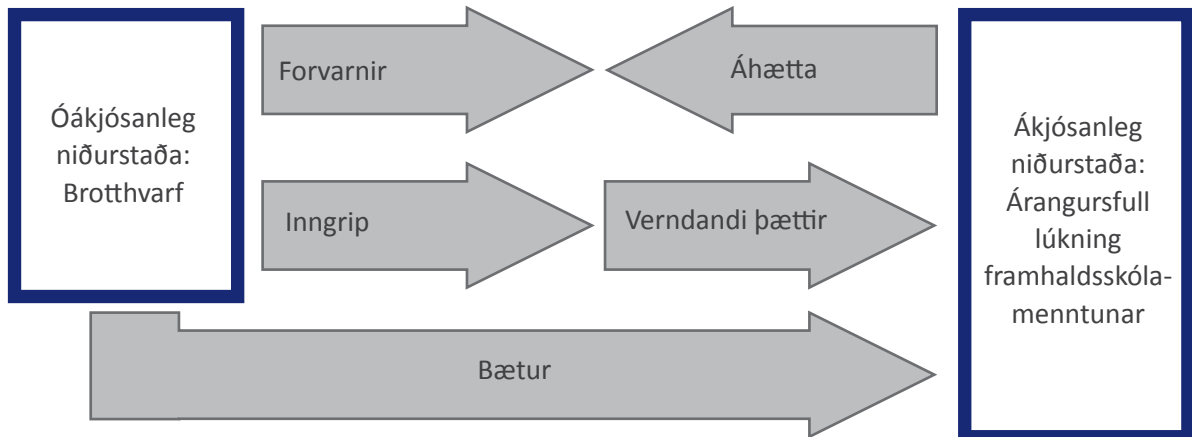 Óákjósanleg
niðurstaða:
Brotthvarf
Forvarnir
Áhætta
Inngrip
Verndandi þættir
Bætur
Ákjósanleg
niðurstaða:
Árangursfull
lúkning
framhaldsskóla-
menntunar